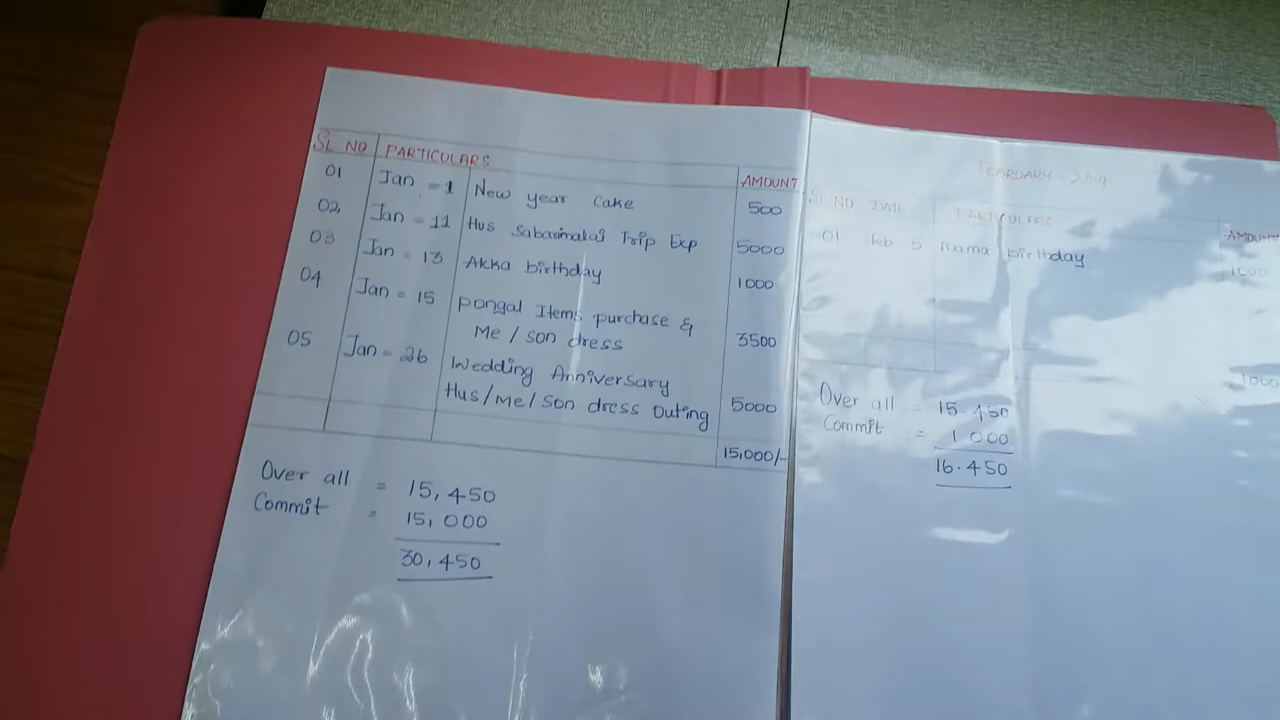 SL NO PARTICULARS AMOUNT
01 Jan = 1 New year Cake 500
02 Jan = 11 Hus Sabarimalai Trip Exp 5000
03 Jan = 13 Akka birthday 1000
04 Jan = 15 pongal Items purchase &
Me / son dress 3500
05 Jan = 26 Wedding Anniversary
Hus/Me/Son dress Outing 5000
15,000/-
Over all = 15,450
Commit = 15,000
30,450
FEBRUARY - 2019
SL NO DATE PARTICULARS AMOUNT
01 Feb 5 mama birthday 1000
1000
Over all = 15.450
Commit = 1 000
16.450